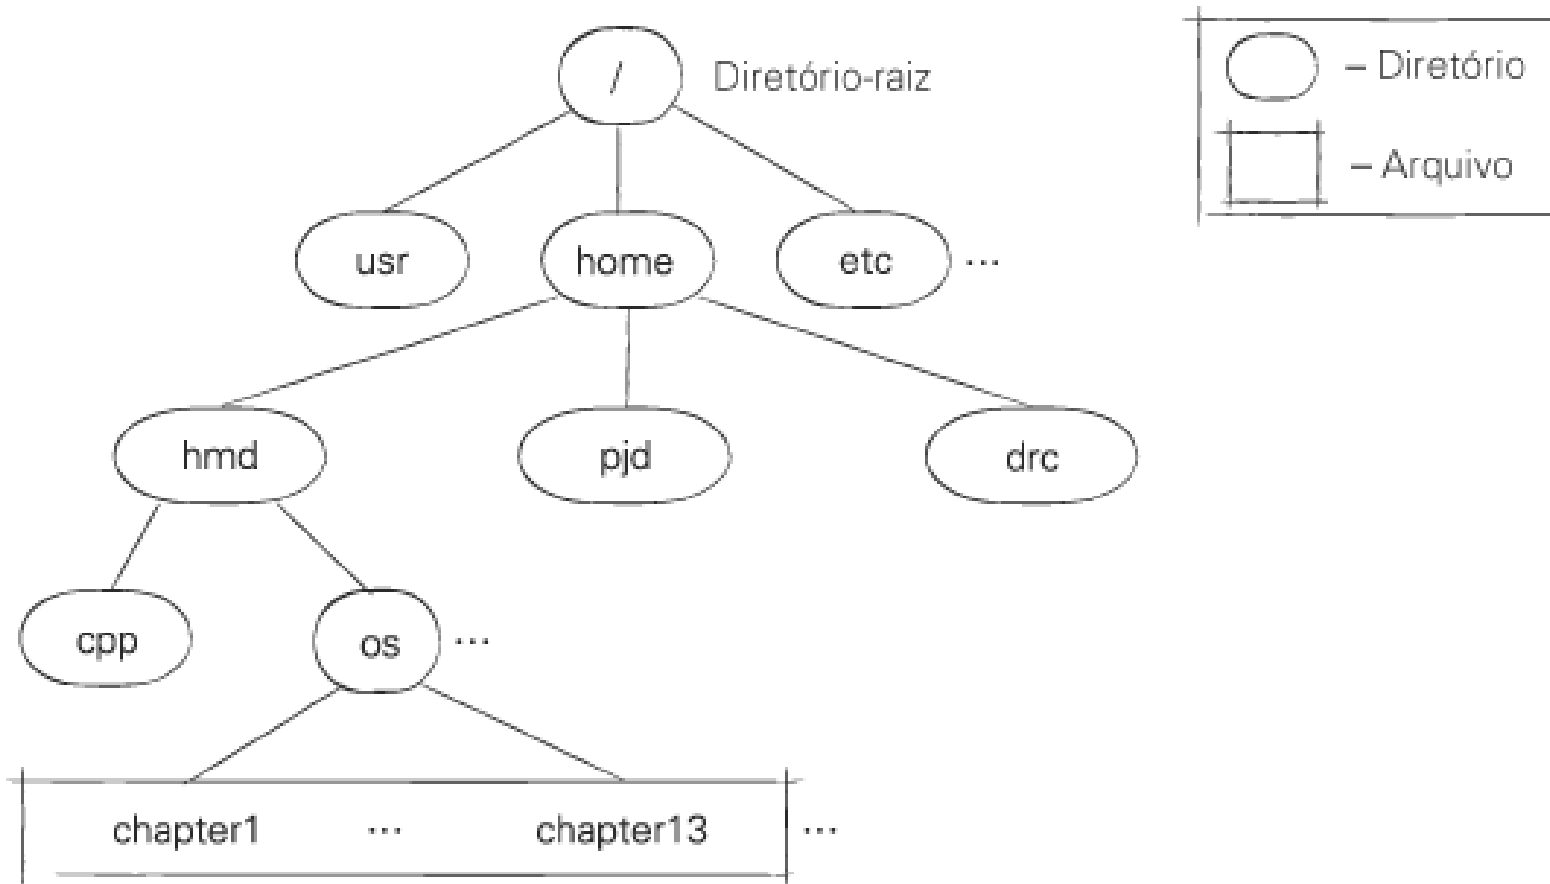 / Diretório-raiz
– Diretório
– Arquivo
usr home etc ...
hmd pjd drc
cpp os ...
chapter1 ... chapter13 ...